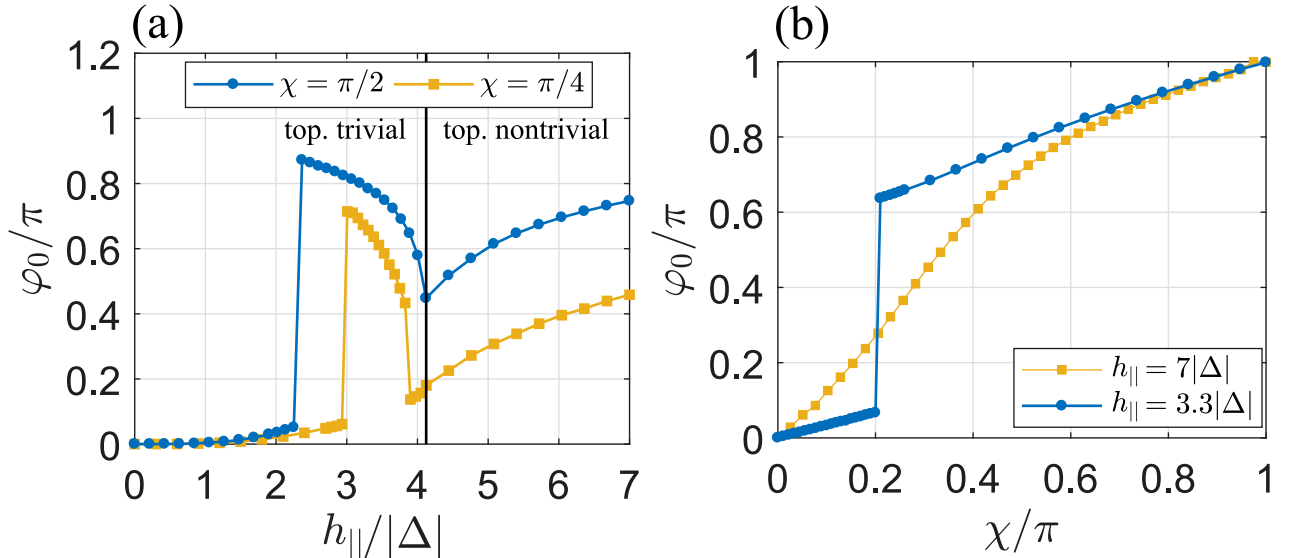 (a)
1.2
1
0.8
0.6
0.4
0.2
0
φ₀/π
χ = π/2 χ = π/4
top. trivial top. nontrivial
0 1 2 3 4 5 6 7
h||/|Δ|
(b)
1
0.8
0.6
0.4
0.2
0
φ₀/π
h|| = 7|Δ|
h|| = 3.3|Δ|
0 0.2 0.4 0.6 0.8 1
χ/π